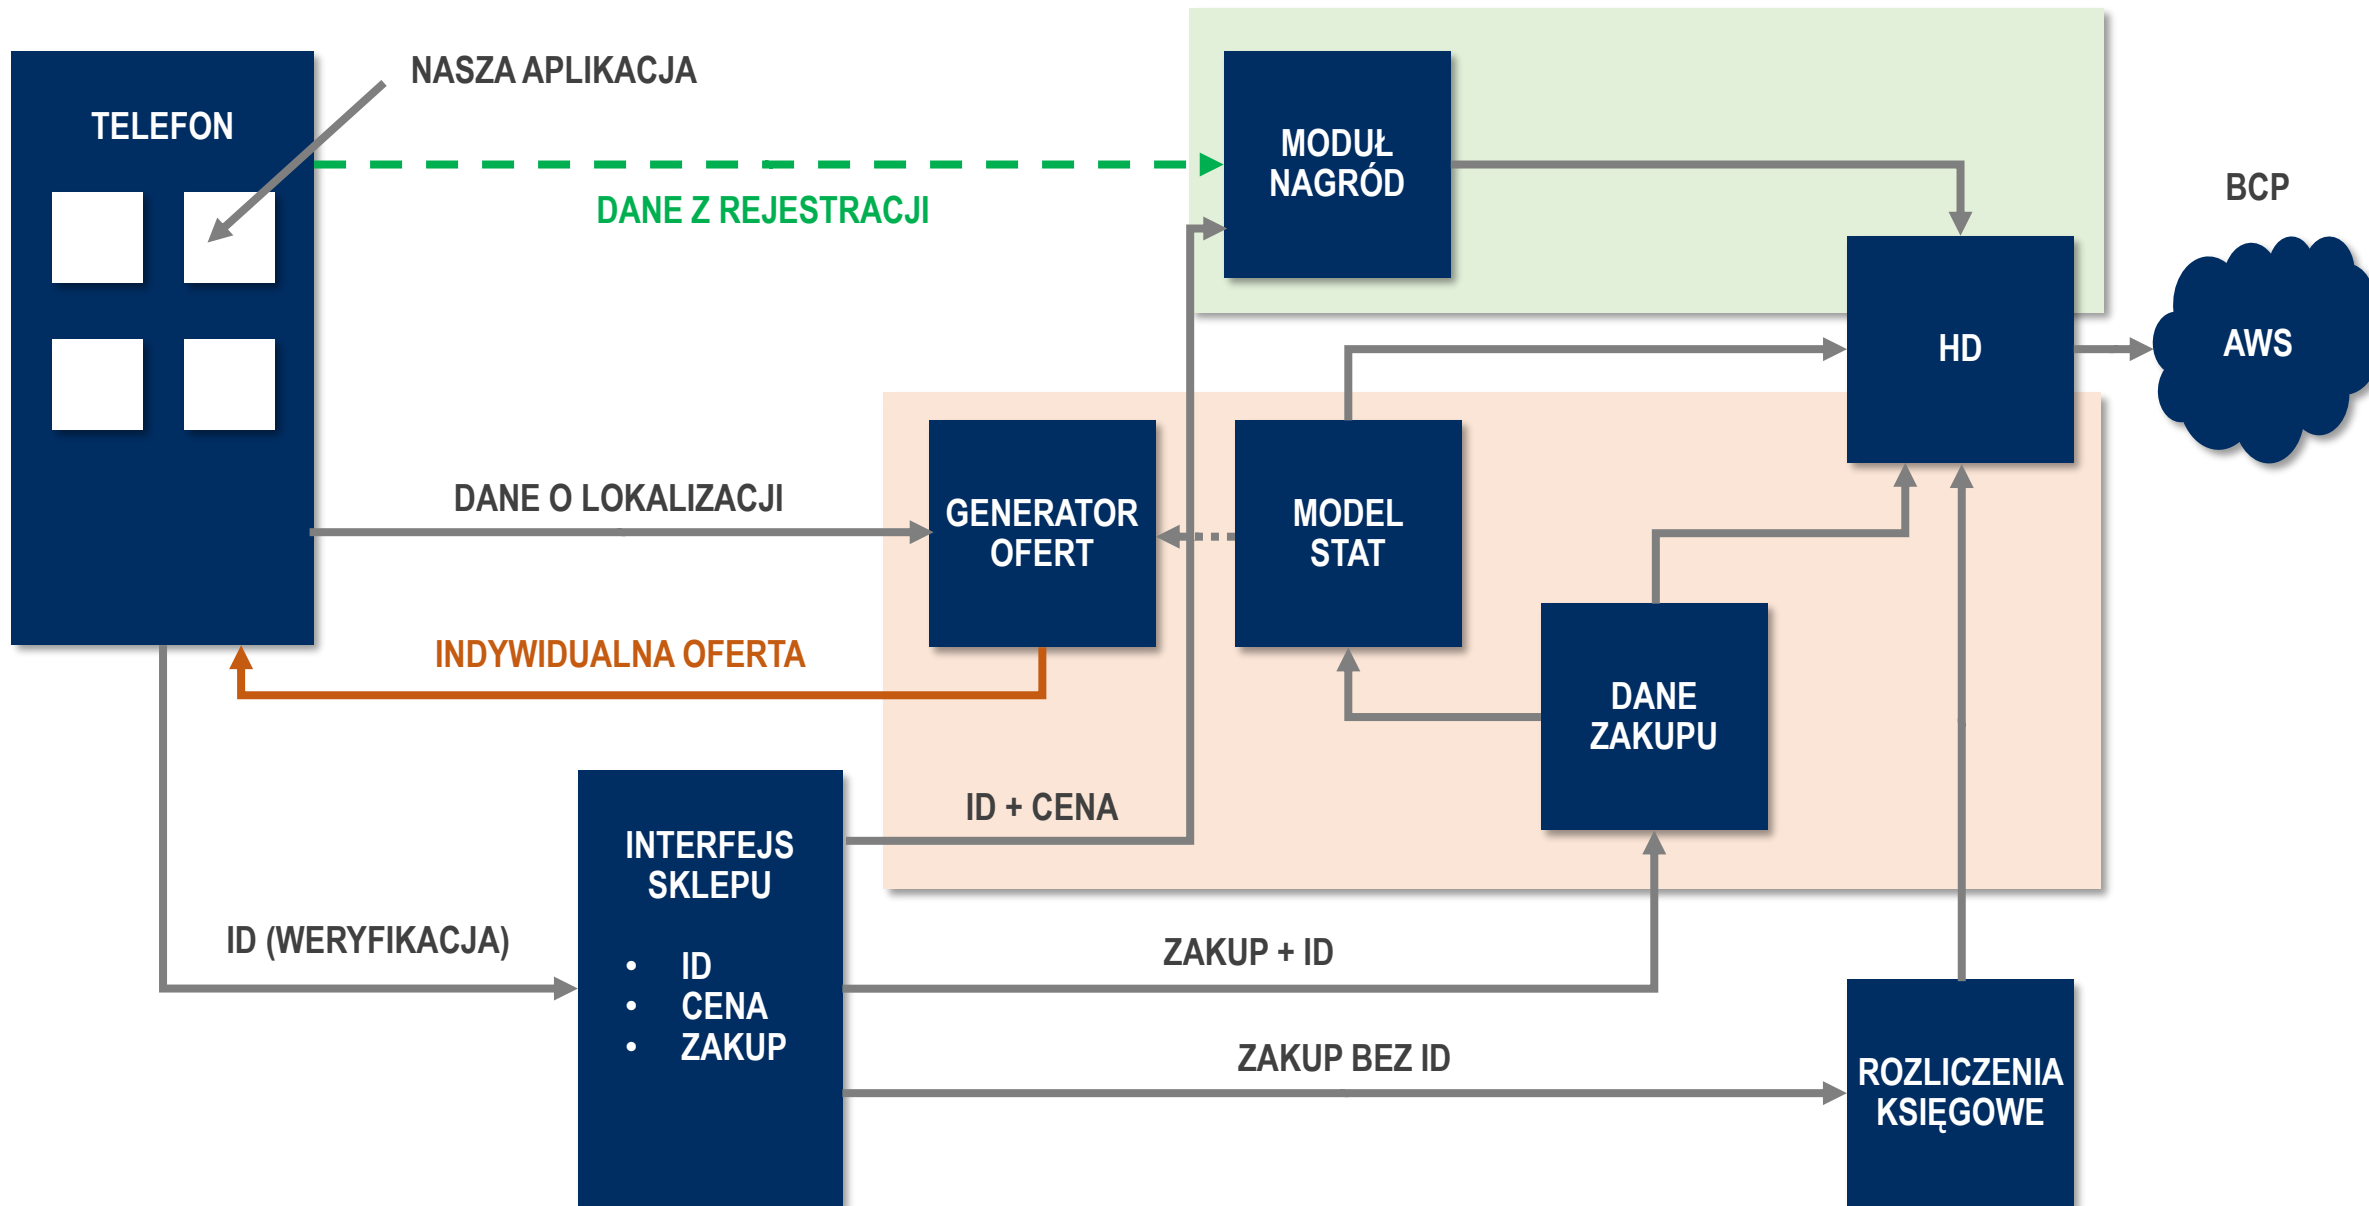 NASZA APLIKACJA
TELEFON
MODUŁ
NAGRÓD
DANE Z REJESTRACJI
BCP
HD
AWS
DANE O LOKALIZACJI
GENERATOR
OFERT
MODEL
STAT
INDYWIDUALNA OFERTA
DANE
ZAKUPU
ID + CENA
INTERFEJS
SKLEPU
• ID
• CENA
• ZAKUP
ID (WERYFIKACJA)
ZAKUP + ID
ZAKUP BEZ ID
ROZLICZENIA
KSIĘGOWE